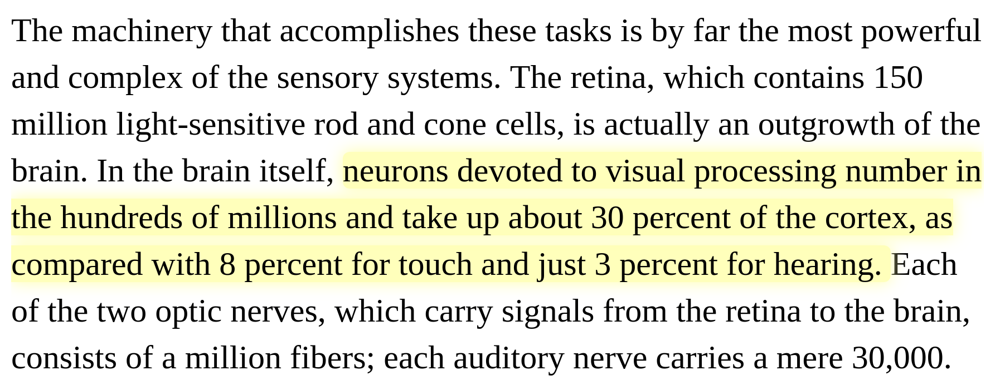 The machinery that accomplishes these tasks is by far the most powerful
and complex of the sensory systems. The retina, which contains 150
million light-sensitive rod and cone cells, is actually an outgrowth of the
brain. In the brain itself, neurons devoted to visual processing number in
the hundreds of millions and take up about 30 percent of the cortex, as
compared with 8 percent for touch and just 3 percent for hearing. Each
of the two optic nerves, which carry signals from the retina to the brain,
consists of a million fibers; each auditory nerve carries a mere 30,000.